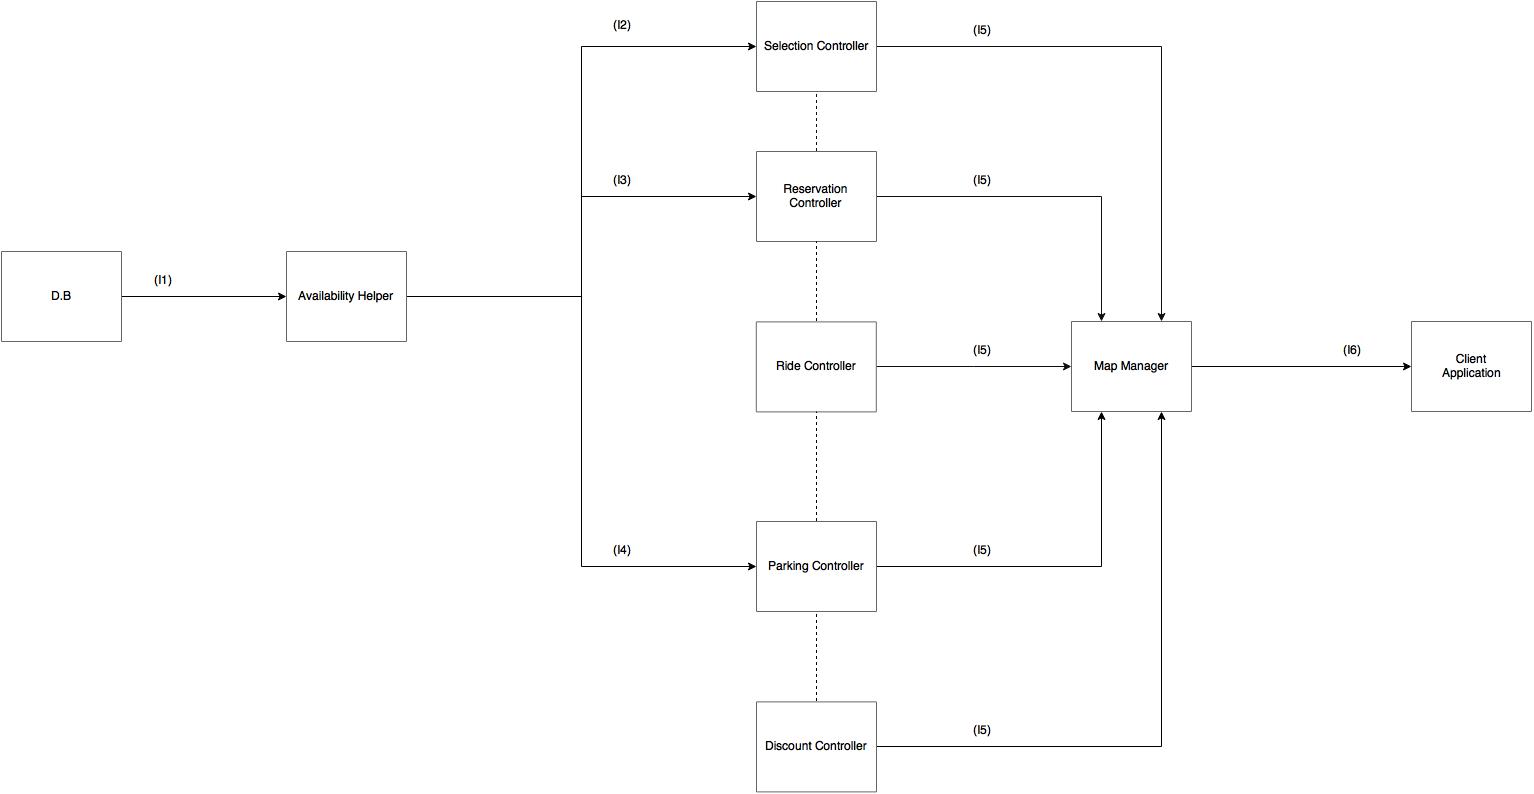 (I2)
(I5)
Selection Controller
(I3)
(I5)
Reservation
Controller
(I1)
D.B
Availability Helper
(I5)
(I6)
Ride Controller
Map Manager
Client
Application
(I4)
(I5)
Parking Controller
(I5)
Discount Controller